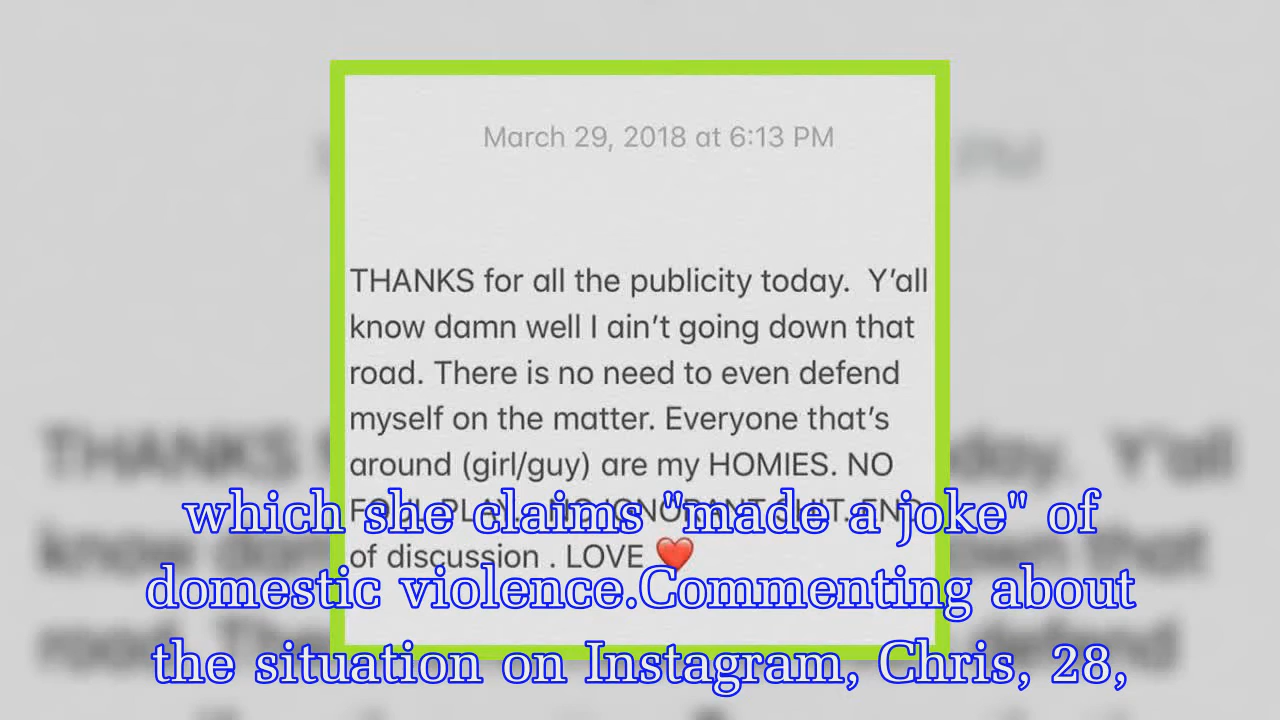 March 29, 2018 at 6:13 PM
THANKS for all the publicity today. Y'all
know damn well I ain't going down that
road. There is no need to even defend
myself on the matter. Everyone that's
around (girl/guy) are my HOMIES. NO
of discussion . LOVE ❤️
which she claims "made a joke" of
domestic violence.Commenting about
the situation on Instagram, Chris, 28,